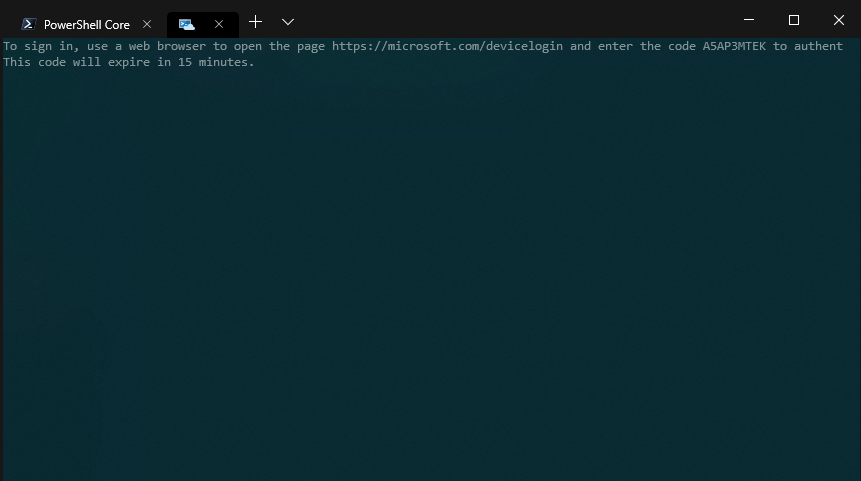 PowerShell Core
To sign in, use a web browser to open the page https://microsoft.com/devicelogin and enter the code A5AP3MTEK to authent
This code will expire in 15 minutes.